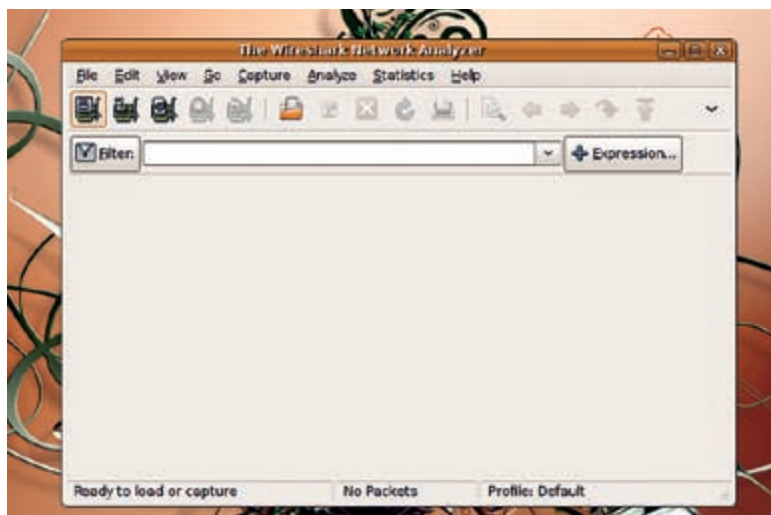 The Wireshark Network Analyzer
File Edit View Go Capture Analyze Statistics Help
Filter: Expression...
Ready to load or capture No Packets Profile: Default